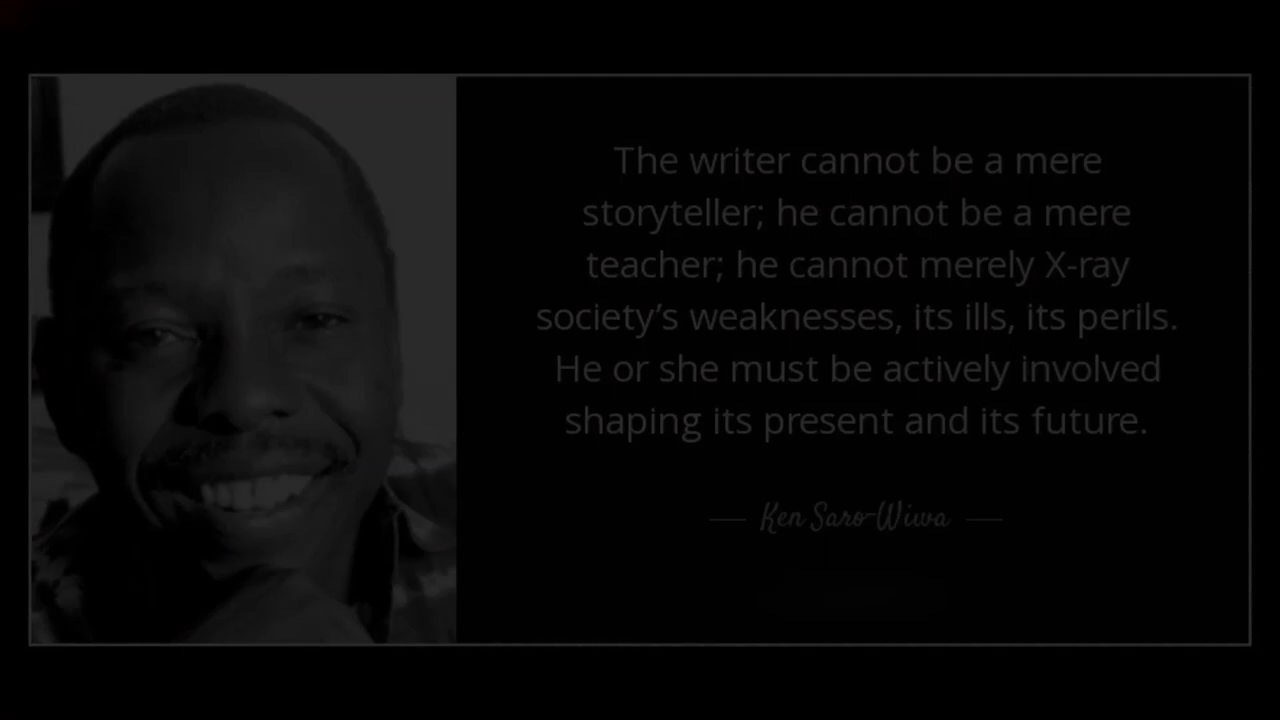 The writer cannot be a mere
storyteller; he cannot be a mere
teacher; he cannot merely X-ray
society’s weaknesses, its ills, its perils.
He or she must be actively involved
shaping its present and its future.
— Ken Saro-Wiwa —